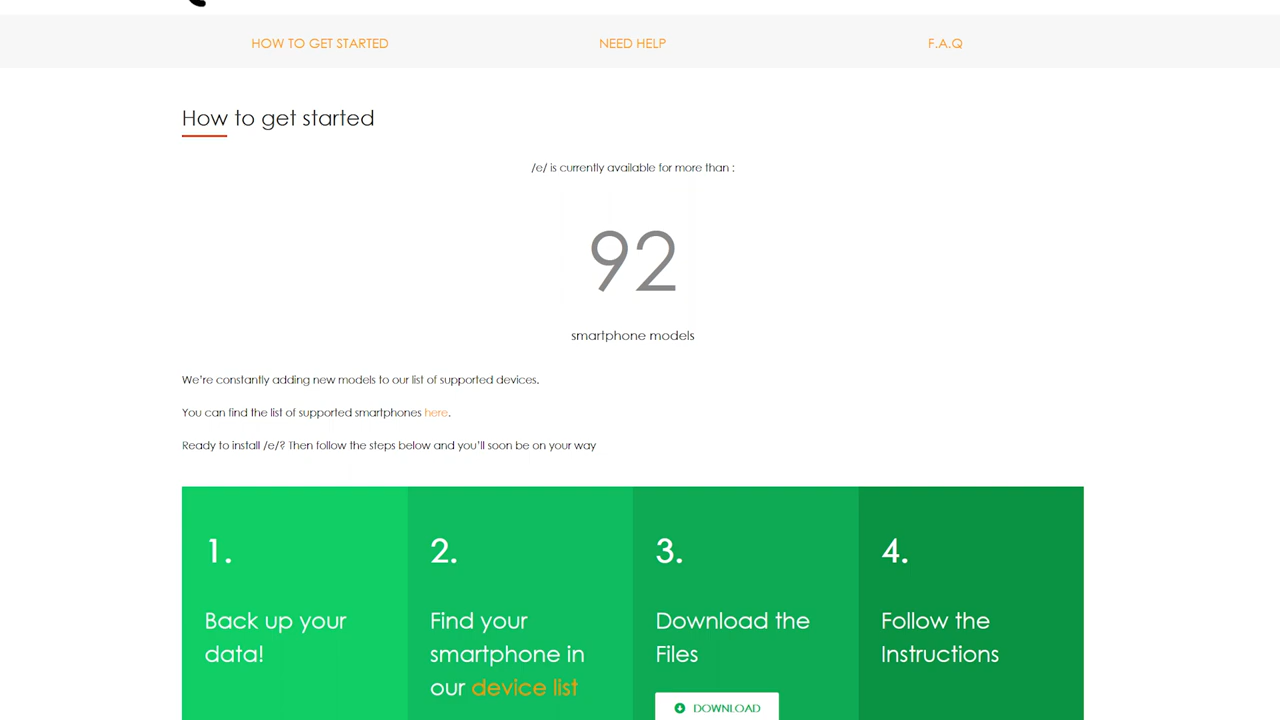 HOW TO GET STARTED
NEED HELP
F.A.Q
How to get started
/e/ is currently available for more than :
92
smartphone models
We're constantly adding new models to our list of supported devices.
You can find the list of supported smartphones here.
Ready to install /e/? Then follow the steps below and you'll soon be on your way
1.
Back up your
data!
2.
Find your
smartphone in
our device list
3.
Download the
Files
DOWNLOAD
4.
Follow the
Instructions